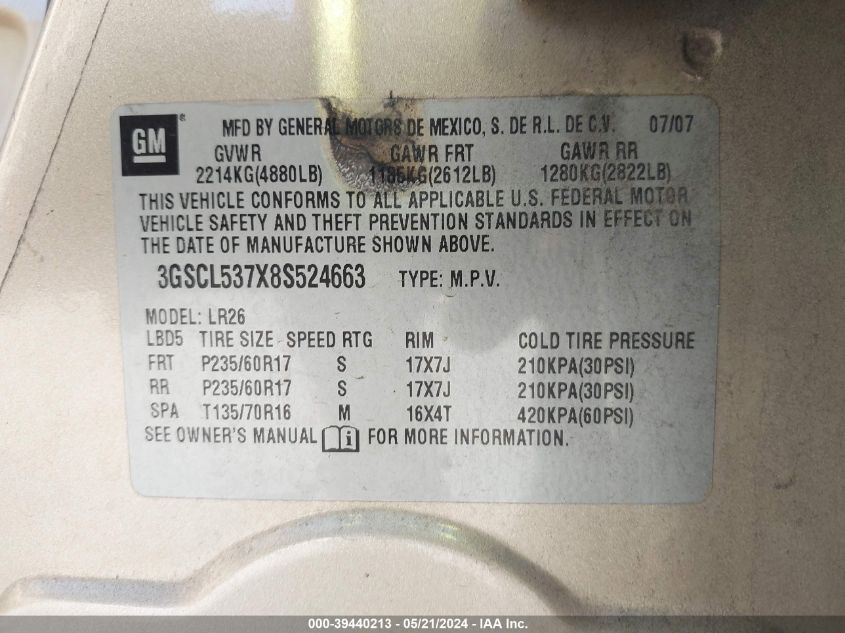 GM ® MFD BY GENERAL MOTORS DE MEXICO, S. DE R.L. DE C.V. 07/07
GVWR GAWR FRT GAWR RR
2214KG(4880LB) 1185KG(2612LB) 1280KG(2822LB)
THIS VEHICLE CONFORMS TO ALL APPLICABLE U.S. FEDERAL MOTOR
VEHICLE SAFETY AND THEFT PREVENTION STANDARDS IN EFFECT ON
THE DATE OF MANUFACTURE SHOWN ABOVE.
3GSCL537X8S524663 TYPE: M.P.V.
MODEL: LR26
LBD5 TIRE SIZE SPEED RTG RIM COLD TIRE PRESSURE
FRT P235/60R17 S 17X7J 210KPA(30PSI)
RR P235/60R17 S 17X7J 210KPA(30PSI)
SPA T135/70R16 M 16X4T 420KPA(60PSI)
SEE OWNER'S MANUAL i FOR MORE INFORMATION.
000-39440213 - 05/21/2024 - IAA Inc.